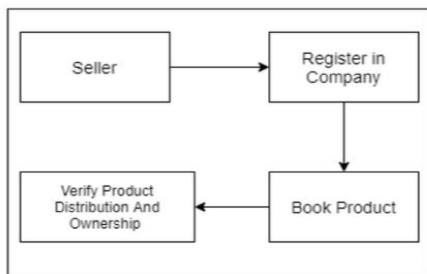 Seller
Register in
Company
Verify Product
Distribution And
Ownership
Book Product